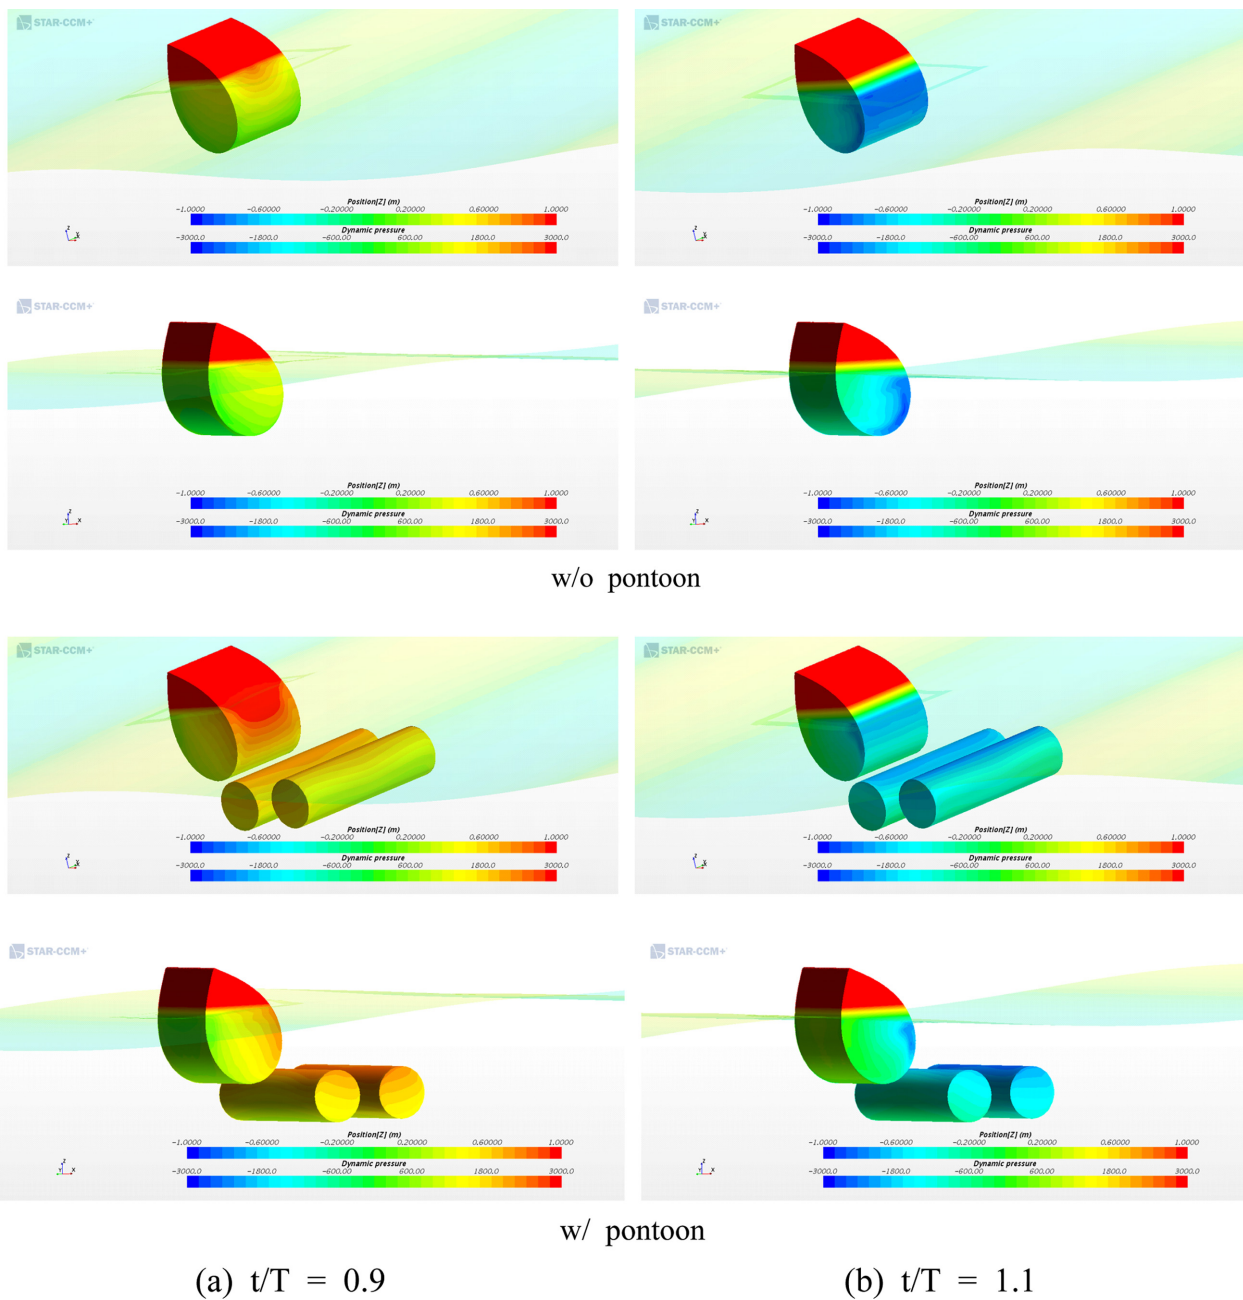 STAR-CCM+ STAR-CCM+
Position[Z] (m) Position[Z] (m)
-1.0000 -0.60000 -0.20000 0.20000 0.60000 1.0000 -1.0000 -0.60000 -0.20000 0.20000 0.60000 1.0000
Dynamic pressure Dynamic pressure
-3000.0 -1800.0 -600.00 600.00 1800.0 3000.0 -3000.0 -1800.0 -600.00 600.00 1800.0 3000.0
STAR-CCM+ STAR-CCM+
Position[Z] (m) Position[Z] (m)
-1.0000 -0.60000 -0.20000 0.20000 0.60000 1.0000 -1.0000 -0.60000 -0.20000 0.20000 0.60000 1.0000
Dynamic pressure Dynamic pressure
-3000.0 -1800.0 -600.00 600.00 1800.0 3000.0 -3000.0 -1800.0 -600.00 600.00 1800.0 3000.0
w/o pontoon
STAR-CCM+ STAR-CCM+
Position[Z] (m) Position[Z] (m)
-1.0000 -0.60000 -0.20000 0.20000 0.60000 1.0000 -1.0000 -0.60000 -0.20000 0.20000 0.60000 1.0000
Dynamic pressure Dynamic pressure
-3000.0 -1800.0 -600.00 600.00 1800.0 3000.0 -3000.0 -1800.0 -600.00 600.00 1800.0 3000.0
STAR-CCM+ STAR-CCM+
Position[Z] (m) Position[Z] (m)
-1.0000 -0.60000 -0.20000 0.20000 0.60000 1.0000 -1.0000 -0.60000 -0.20000 0.20000 0.60000 1.0000
Dynamic pressure Dynamic pressure
-3000.0 -1800.0 -600.00 600.00 1800.0 3000.0 -3000.0 -1800.0 -600.00 600.00 1800.0 3000.0
w/ pontoon
(a) t/T = 0.9 (b) t/T = 1.1